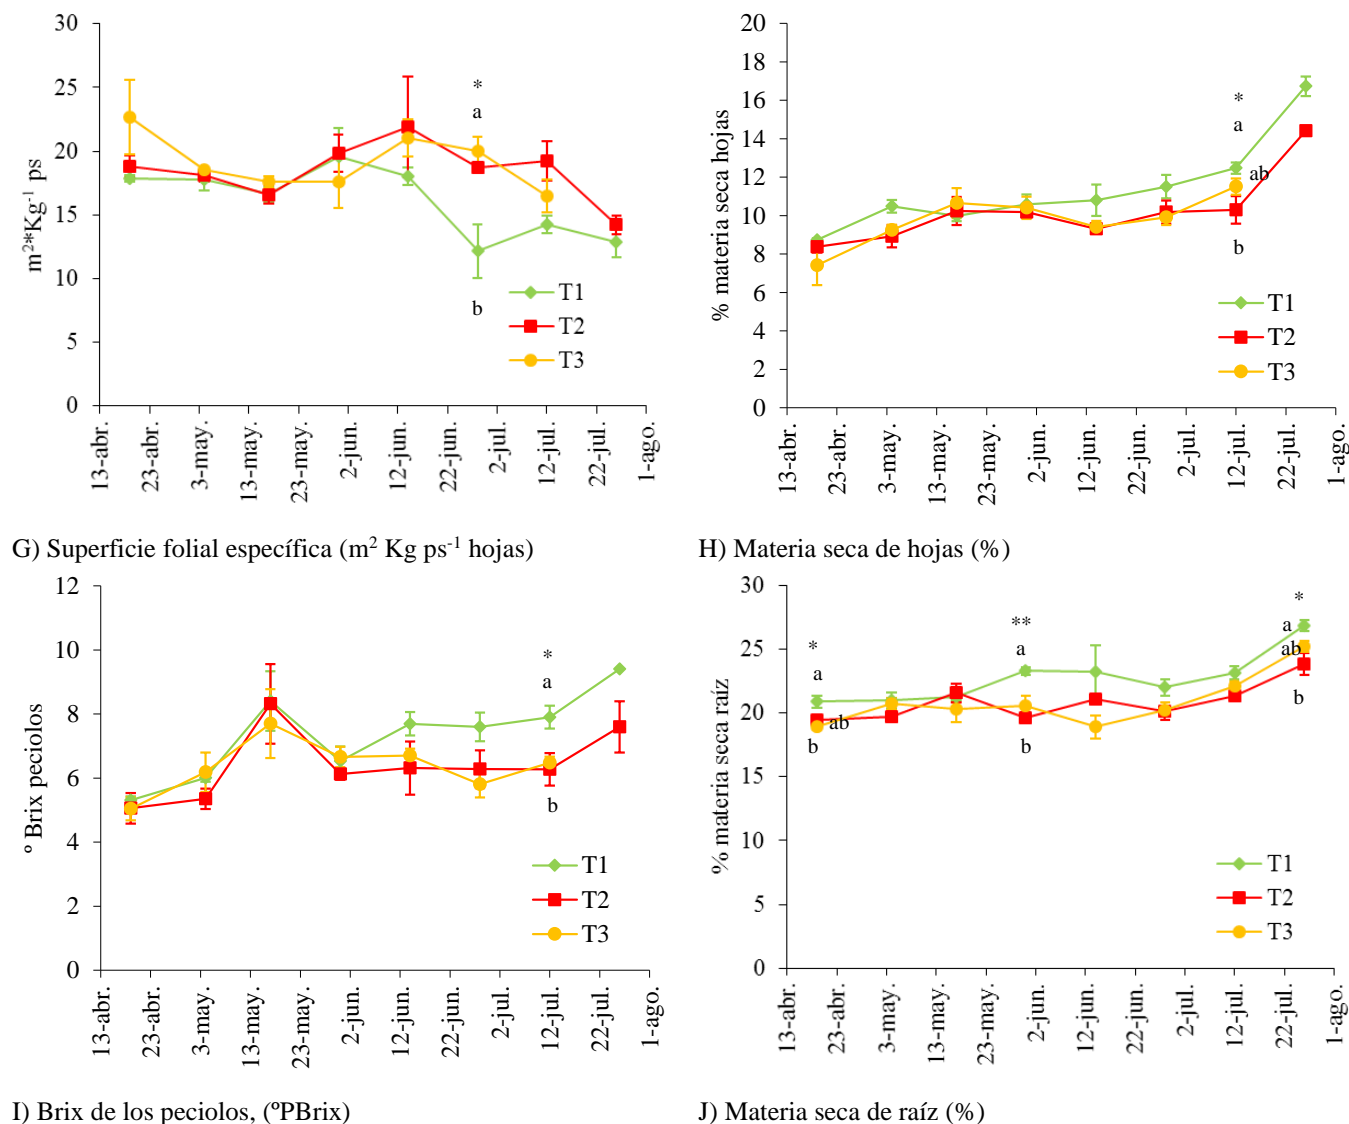 30
25
20
15
10
5
0
m²*Kg⁻¹ ps
*
a
b
T1
T2
T3
13-abr.
23-abr.
3-may.
13-may.
23-may.
2-jun.
12-jun.
22-jun.
2-jul.
12-jul.
22-jul.
1-ago.
G) Superficie folial específica (m² Kg ps⁻¹ hojas)
20
18
16
14
12
10
8
6
4
2
0
% materia seca hojas
*
a
ab
b
T1
T2
T3
13-abr.
23-abr.
3-may.
13-may.
23-may.
2-jun.
12-jun.
22-jun.
2-jul.
12-jul.
22-jul.
1-ago.
H) Materia seca de hojas (%)
12
10
8
6
4
2
0
º Brix peciolos
*
a
b
T1
T2
T3
13-abr.
23-abr.
3-may.
13-may.
23-may.
2-jun.
12-jun.
22-jun.
2-jul.
12-jul.
22-jul.
1-ago.
I) Brix de los peciolos, (ºPBrix)
30
25
20
15
10
5
0
% materia seca raíz
*
a
ab
b
**
a
b
*
a
ab
b
T1
T2
T3
13-abr.
23-abr.
3-may.
13-may.
23-may.
2-jun.
12-jun.
22-jun.
2-jul.
12-jul.
22-jul.
1-ago.
J) Materia seca de raíz (%)